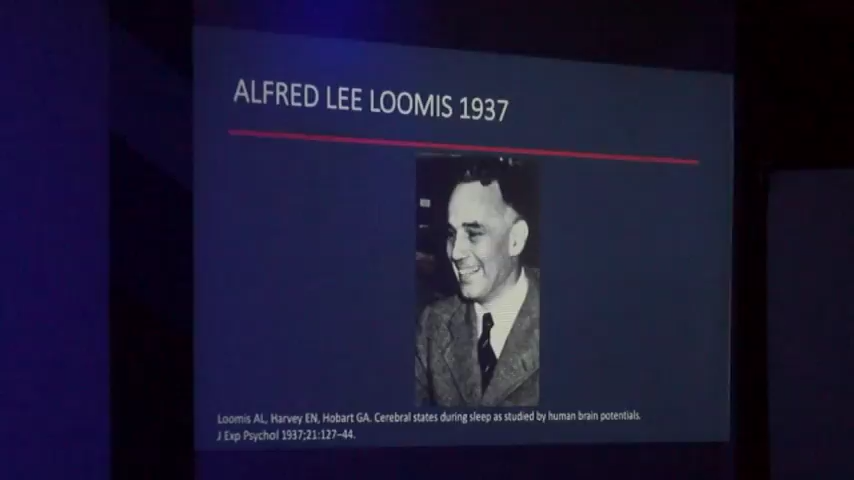 ALFRED LEE LOOMIS 1937
Loomis AL, Harvey EN, Hobart GA. Cerebral states during sleep as studied by human brain potentials.
J Exp Psychol 1937;21:127–44.